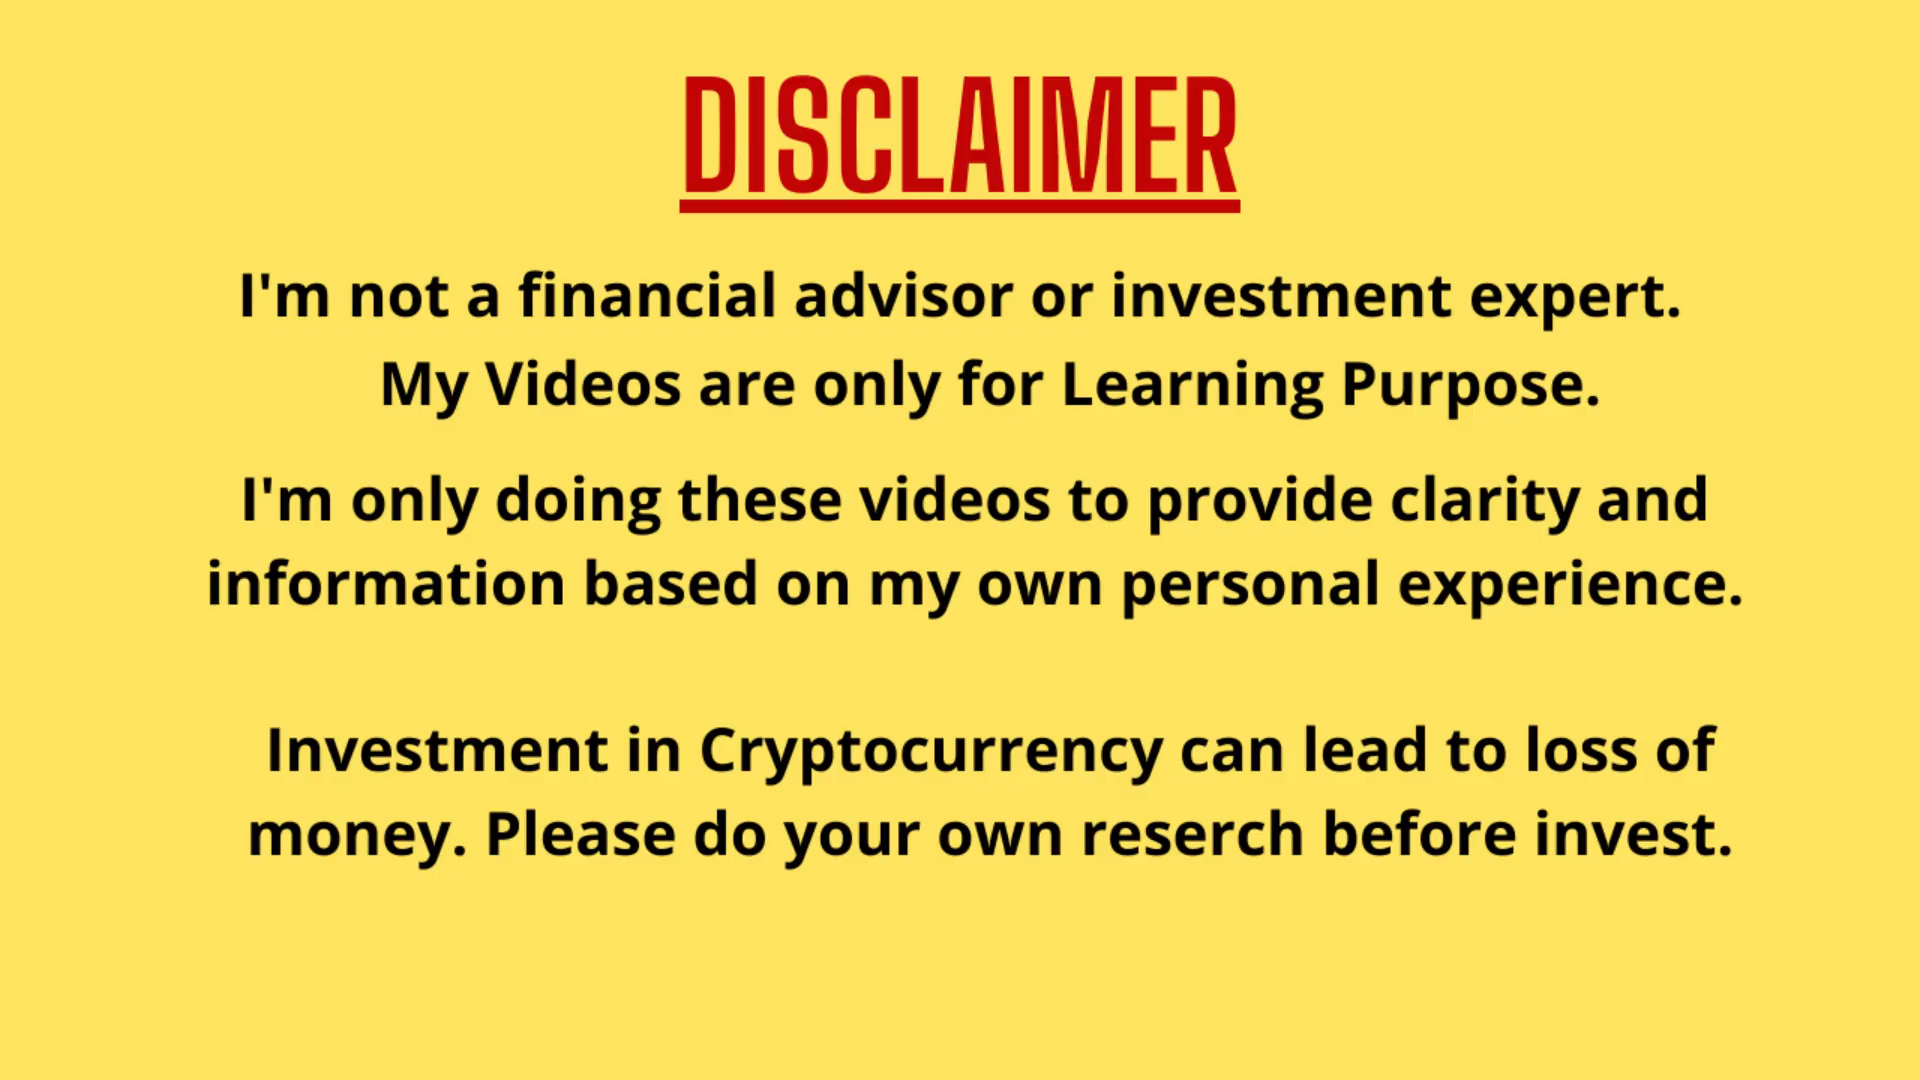 DISCLAIMER
I'm not a financial advisor or investment expert.
My Videos are only for Learning Purpose.
I'm only doing these videos to provide clarity and
information based on my own personal experience.
Investment in Cryptocurrency can lead to loss of
money. Please do your own reserch before invest.